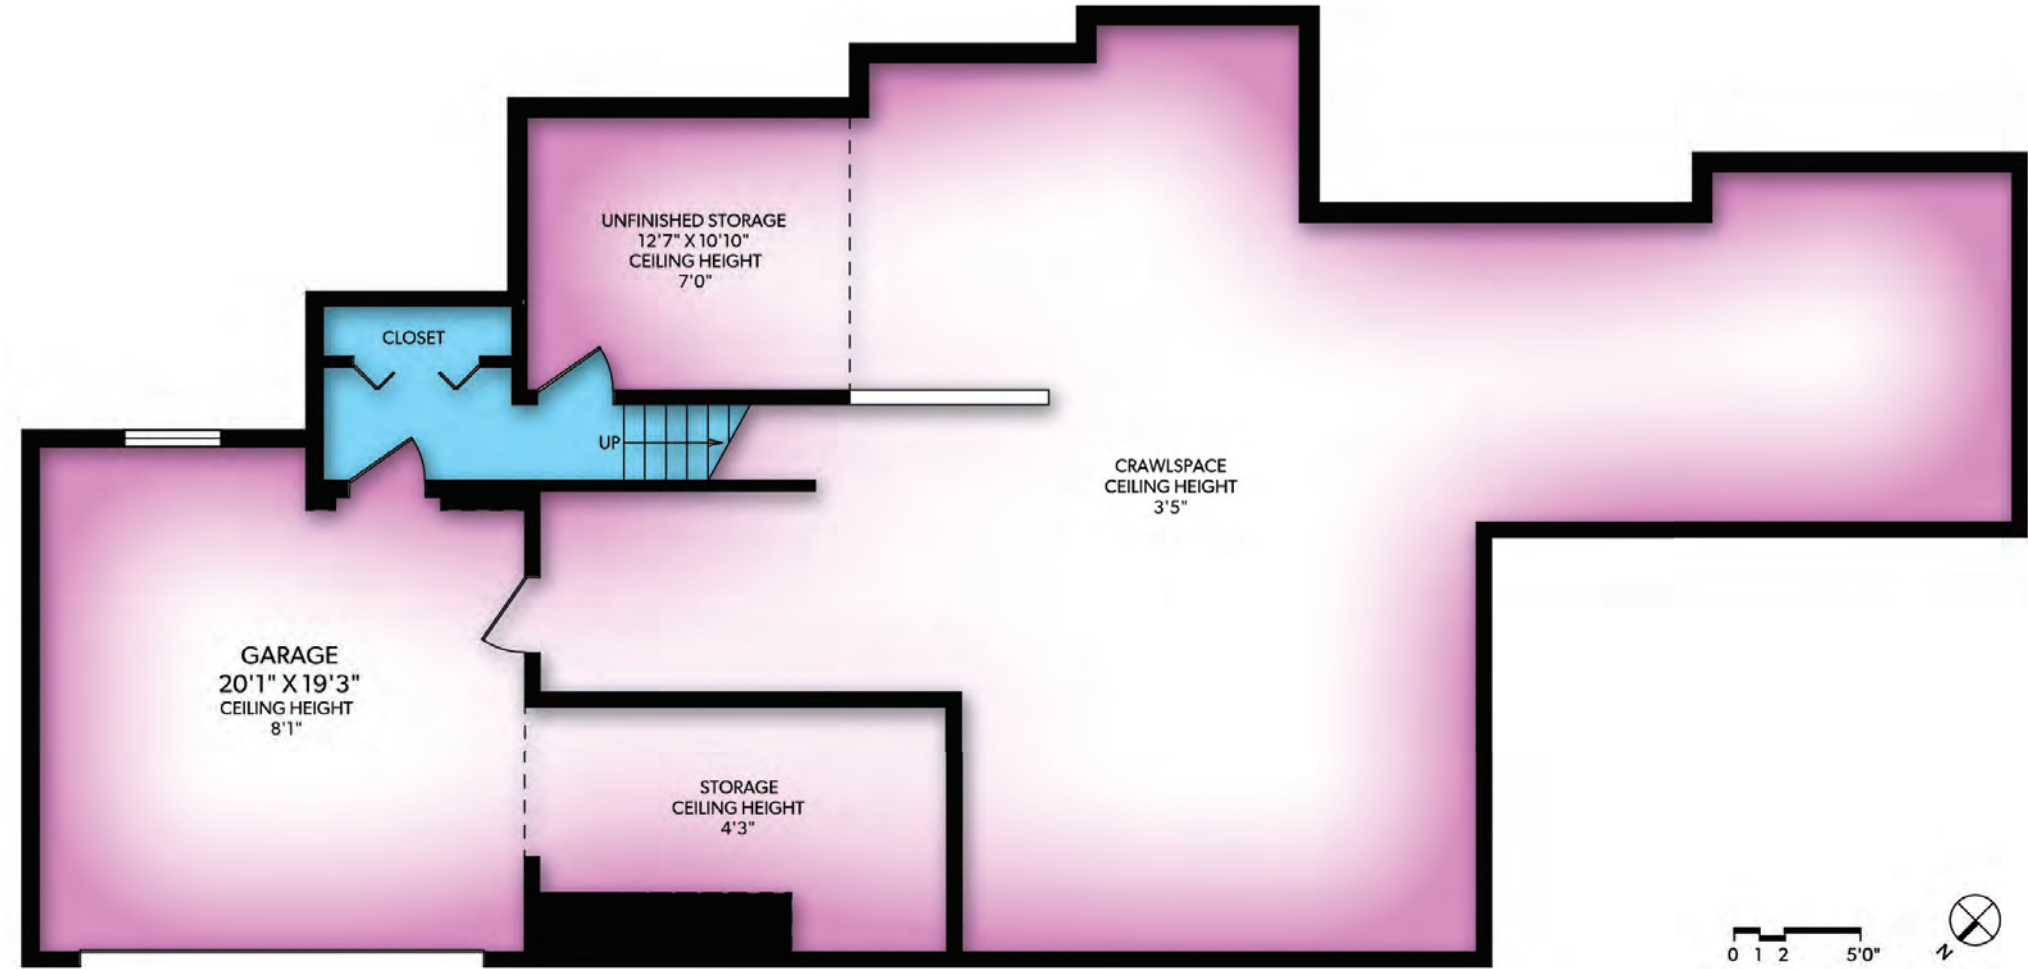 UNFINISHED STORAGE
12'7" X 10'10"
CEILING HEIGHT
7'0"
CLOSET
UP
CRAWLSPACE
CEILING HEIGHT
3'5"
GARAGE
20'1" X 19'3"
CEILING HEIGHT
8'1"
STORAGE
CEILING HEIGHT
4'3"
0 1 2 5'0"
N